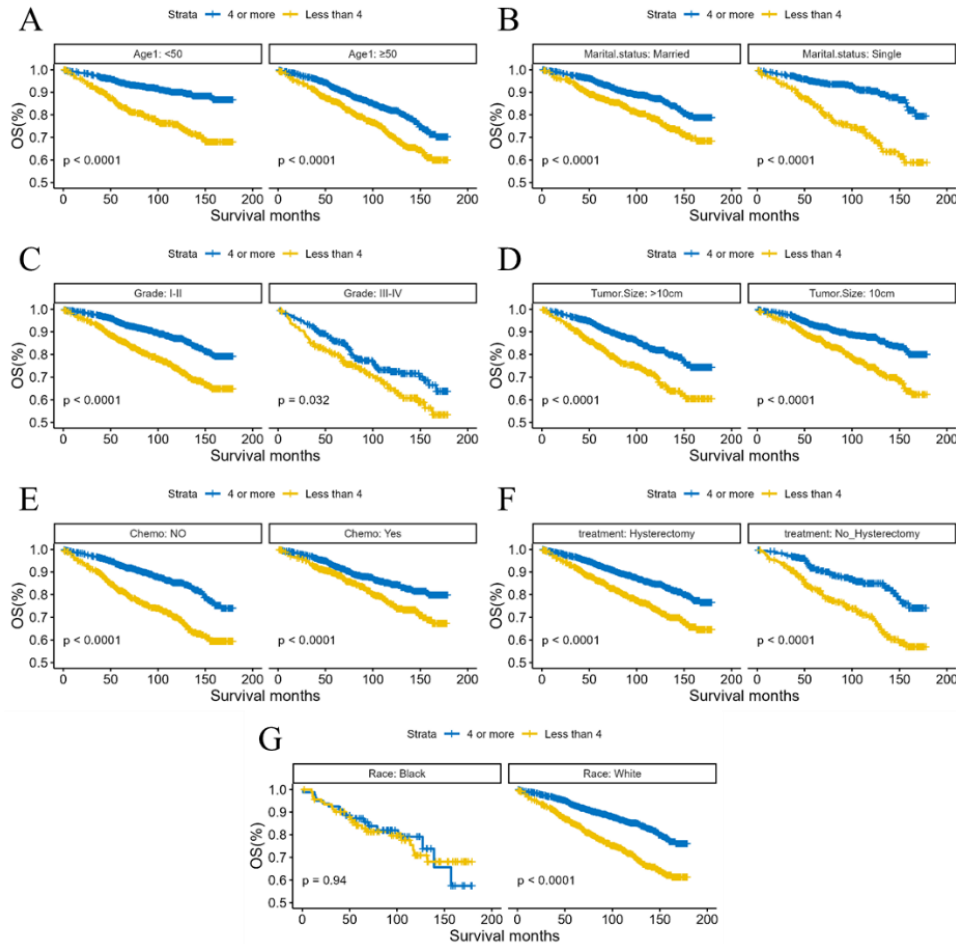 A
Strata 4 or more Less than 4
Age1: <50 Age1: ≥50
OS(%)
1.0
0.9
0.8
0.7
0.6
0.5
p < 0.0001 p < 0.0001
0 50 100 150 200 0 50 100 150 200
Survival months
B
Strata 4 or more Less than 4
Marital.status: Married Marital.status: Single
OS(%)
1.0
0.9
0.8
0.7
0.6
0.5
p < 0.0001 p < 0.0001
0 50 100 150 200 0 50 100 150 200
Survival months
C
Strata 4 or more Less than 4
Grade: I-II Grade: III-IV
OS(%)
1.0
0.9
0.8
0.7
0.6
0.5
p < 0.0001 p = 0.032
0 50 100 150 200 0 50 100 150 200
Survival months
D
Strata 4 or more Less than 4
Tumor.Size: >10cm Tumor.Size: 10cm
OS(%)
1.0
0.9
0.8
0.7
0.6
0.5
p < 0.0001 p < 0.0001
0 50 100 150 200 0 50 100 150 200
Survival months
E
Strata 4 or more Less than 4
Chemo: NO Chemo: Yes
OS(%)
1.0
0.9
0.8
0.7
0.6
0.5
p < 0.0001 p < 0.0001
0 50 100 150 200 0 50 100 150 200
Survival months
F
Strata 4 or more Less than 4
treatment: Hysterectomy treatment: No_Hysterectomy
OS(%)
1.0
0.9
0.8
0.7
0.6
0.5
p < 0.0001 p < 0.0001
0 50 100 150 200 0 50 100 150 200
Survival months
G
Strata 4 or more Less than 4
Race: Black Race: White
OS(%)
1.0
0.9
0.8
0.7
0.6
0.5
p = 0.94 p < 0.0001
0 50 100 150 200 0 50 100 150 200
Survival months